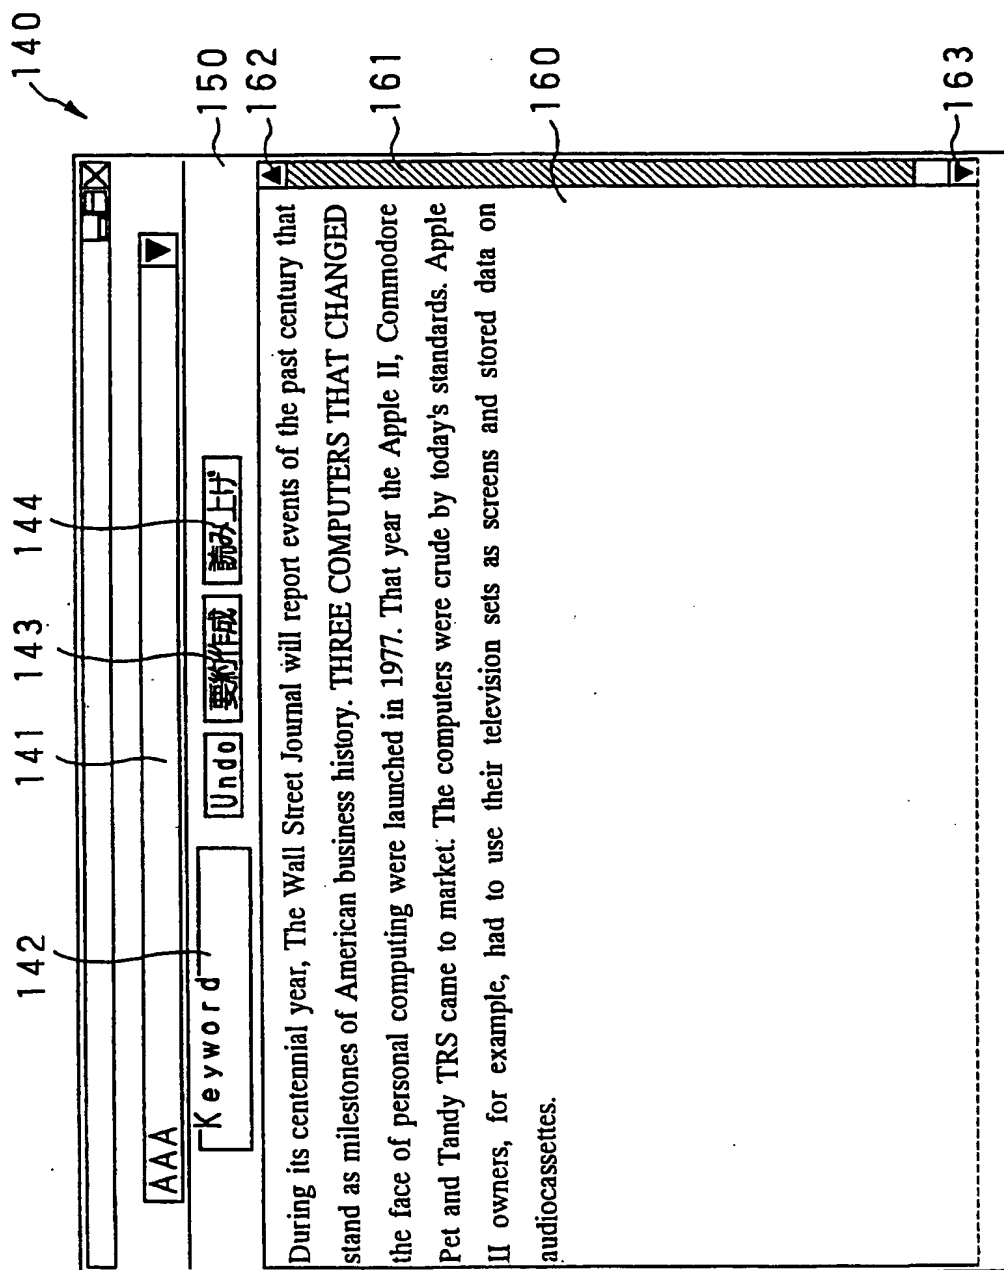 140
AAA
142
141
143
144
Keyword
Undo
要約作成
読み上げ
150
162
161
160
163
During its centennial year, The Wall Street Journal will report events of the past century that
stand as milestones of American business history. THREE COMPUTERS THAT CHANGED
the face of personal computing were launched in 1977. That year the Apple II, Commodore
Pet and Tandy TRS came to market. The computers were crude by today's standards. Apple
II owners, for example, had to use their television sets as screens and stored data on
audiocassettes.